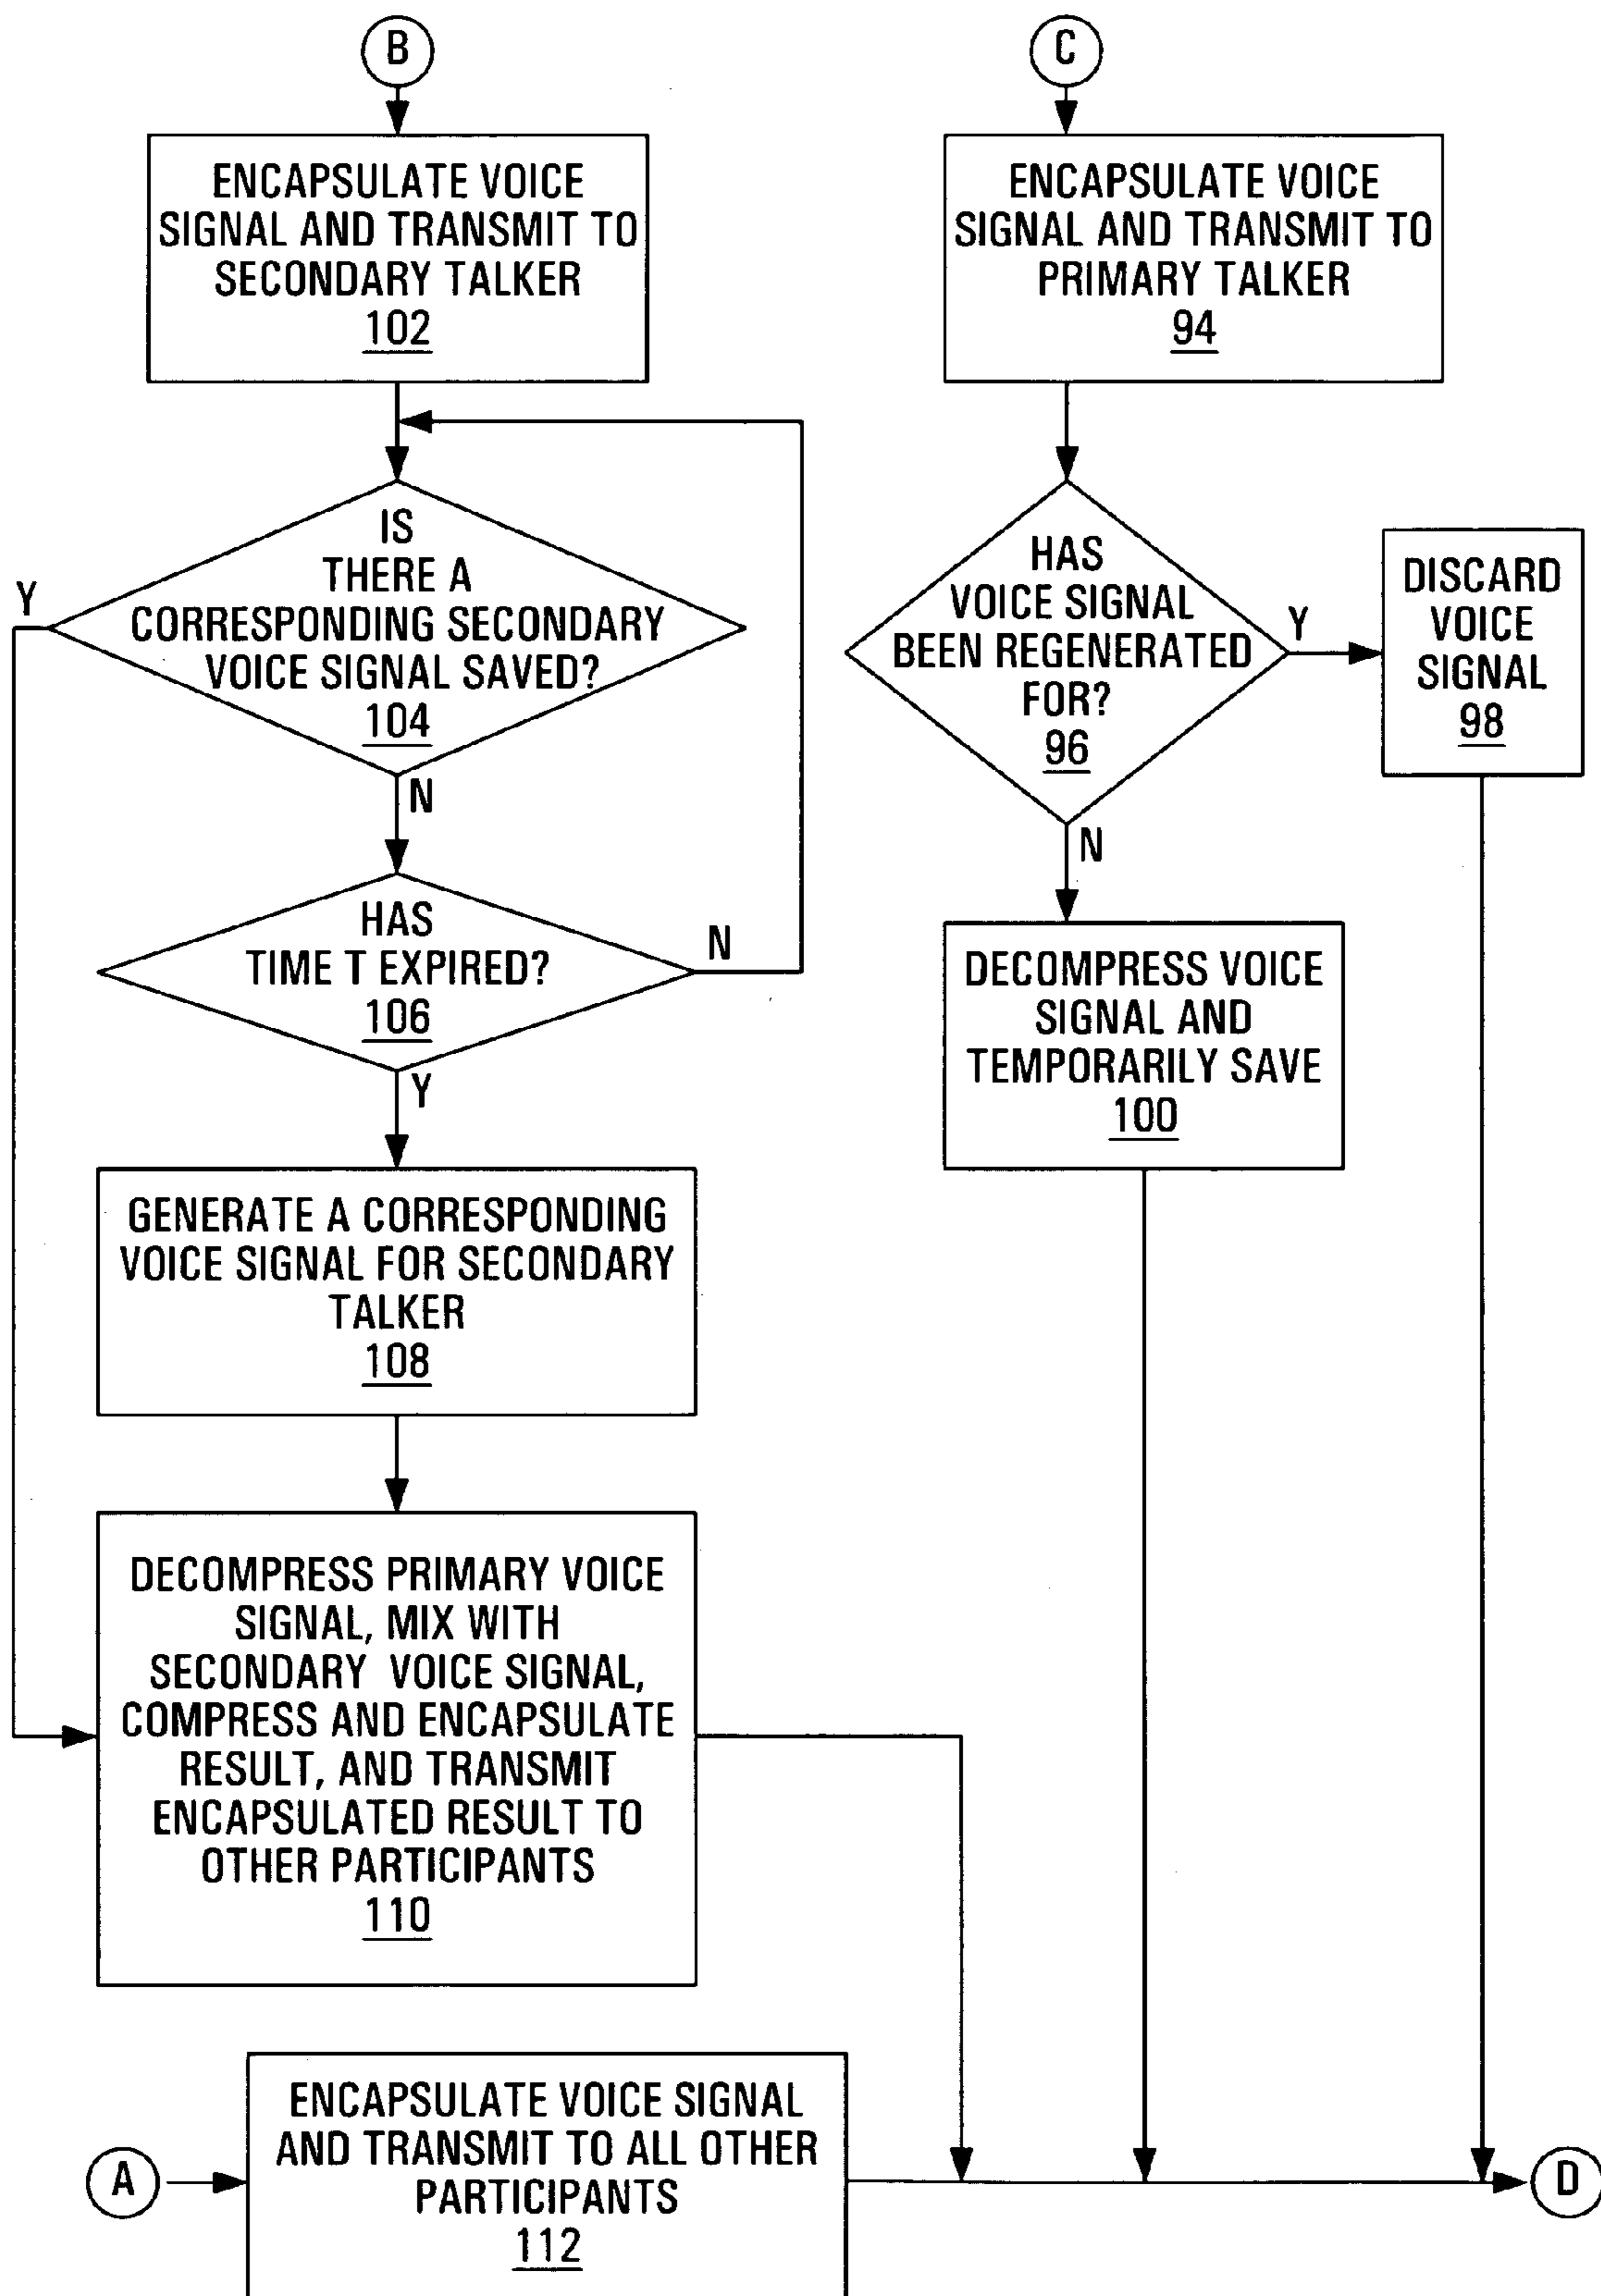 B
ENCAPSULATE VOICE
SIGNAL AND TRANSMIT TO
SECONDARY TALKER
102
IS
THERE A
CORRESPONDING SECONDARY
VOICE SIGNAL SAVED?
104
Y
N
HAS
TIME T EXPIRED?
106
N
Y
GENERATE A CORRESPONDING
VOICE SIGNAL FOR SECONDARY
TALKER
108
DECOMPRESS PRIMARY VOICE
SIGNAL, MIX WITH
SECONDARY VOICE SIGNAL,
COMPRESS AND ENCAPSULATE
RESULT, AND TRANSMIT
ENCAPSULATED RESULT TO
OTHER PARTICIPANTS
110
C
ENCAPSULATE VOICE
SIGNAL AND TRANSMIT TO
PRIMARY TALKER
94
HAS
VOICE SIGNAL
BEEN REGENERATED
FOR?
96
Y
DISCARD
VOICE
SIGNAL
98
N
DECOMPRESS VOICE
SIGNAL AND
TEMPORARILY SAVE
100
A
ENCAPSULATE VOICE SIGNAL
AND TRANSMIT TO ALL OTHER
PARTICIPANTS
112
D